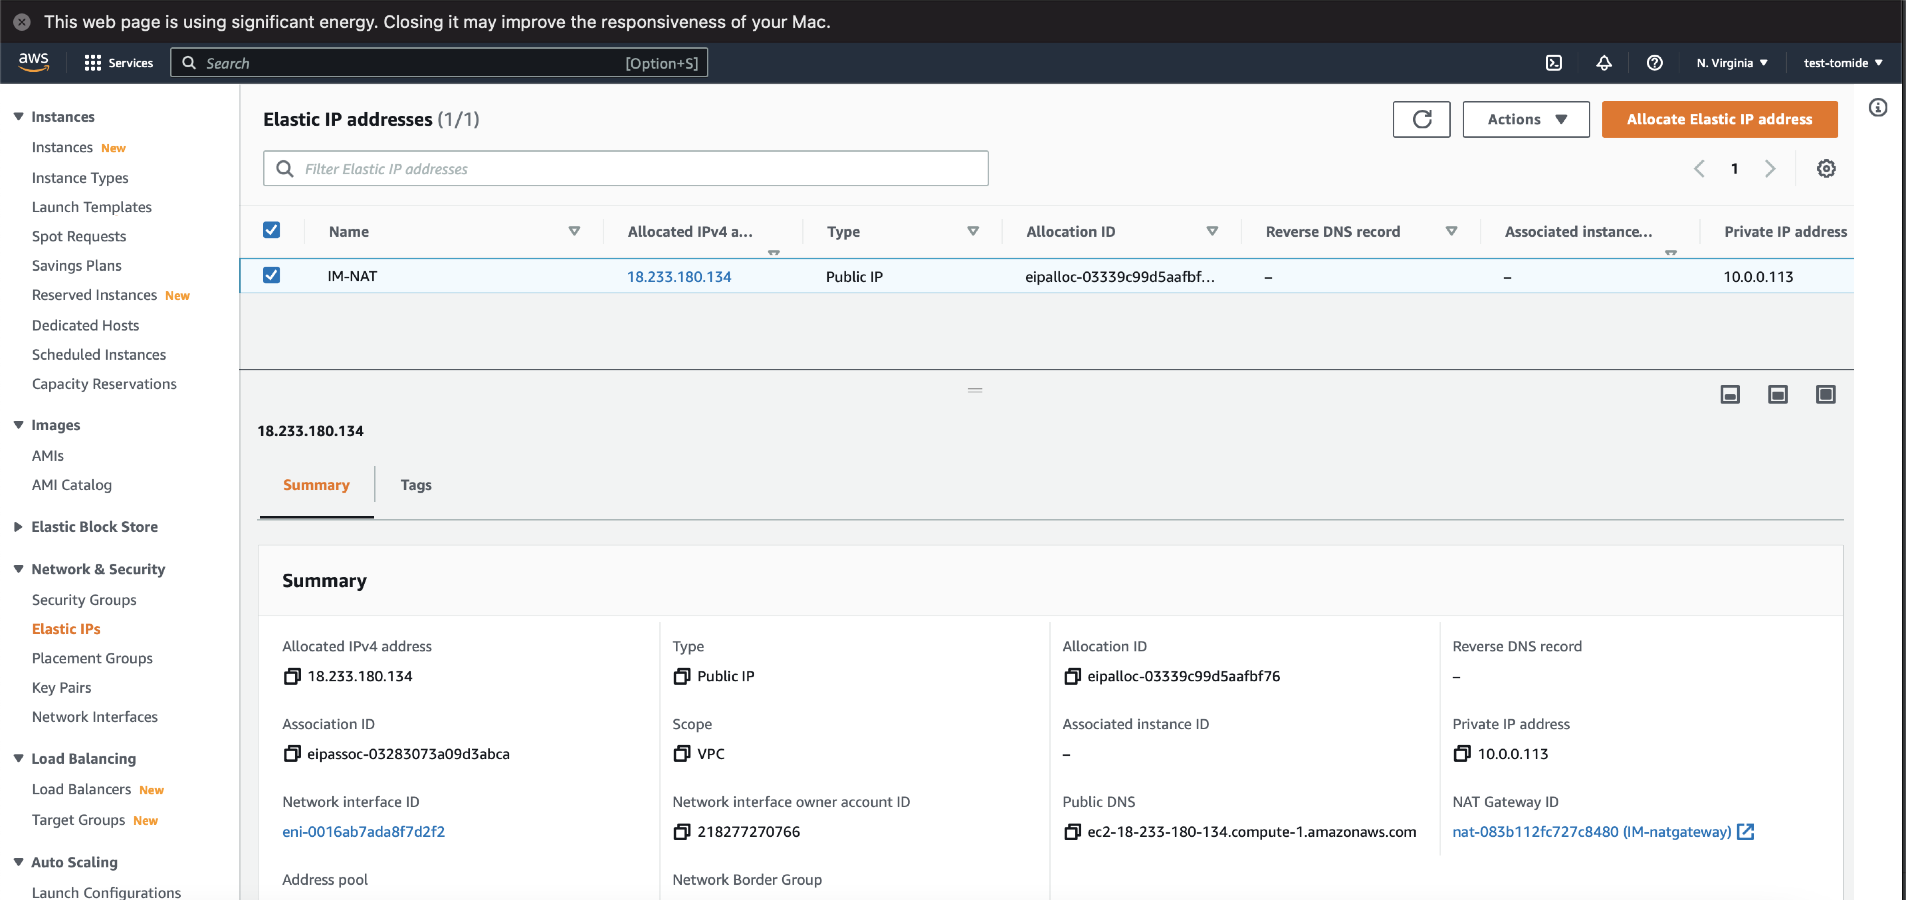 This web page is using significant energy. Closing it may improve the responsiveness of your Mac.
aws Services Search [Option+S] N. Virginia test-tomide
Instances
Instances New
Instance Types
Launch Templates
Spot Requests
Savings Plans
Reserved Instances New
Dedicated Hosts
Scheduled Instances
Capacity Reservations
Images
AMIs
AMI Catalog
Elastic Block Store
Network & Security
Security Groups
Elastic IPs
Placement Groups
Key Pairs
Network Interfaces
Load Balancing
Load Balancers New
Target Groups New
Auto Scaling
Launch Configurations
Elastic IP addresses (1/1)
Actions
Allocate Elastic IP address
Filter Elastic IP addresses
1
Name Allocated IPv4 a... Type Allocation ID Reverse DNS record Associated instance... Private IP address
IM-NAT 18.233.180.134 Public IP eipalloc-03339c99d5aafbf... – – 10.0.0.113
18.233.180.134
Summary Tags
Summary
Allocated IPv4 address Type Allocation ID Reverse DNS record
18.233.180.134 Public IP eipalloc-03339c99d5aafbf76 –
Association ID Scope Associated instance ID Private IP address
eipassoc-03283073a09d3abca VPC – 10.0.0.113
Network interface ID Network interface owner account ID Public DNS NAT Gateway ID
eni-0016ab7ada8f7d2f2 218277270766 ec2-18-233-180-134.compute-1.amazonaws.com nat-083b112fc727c8480 (IM-natgateway)
Address pool Network Border Group